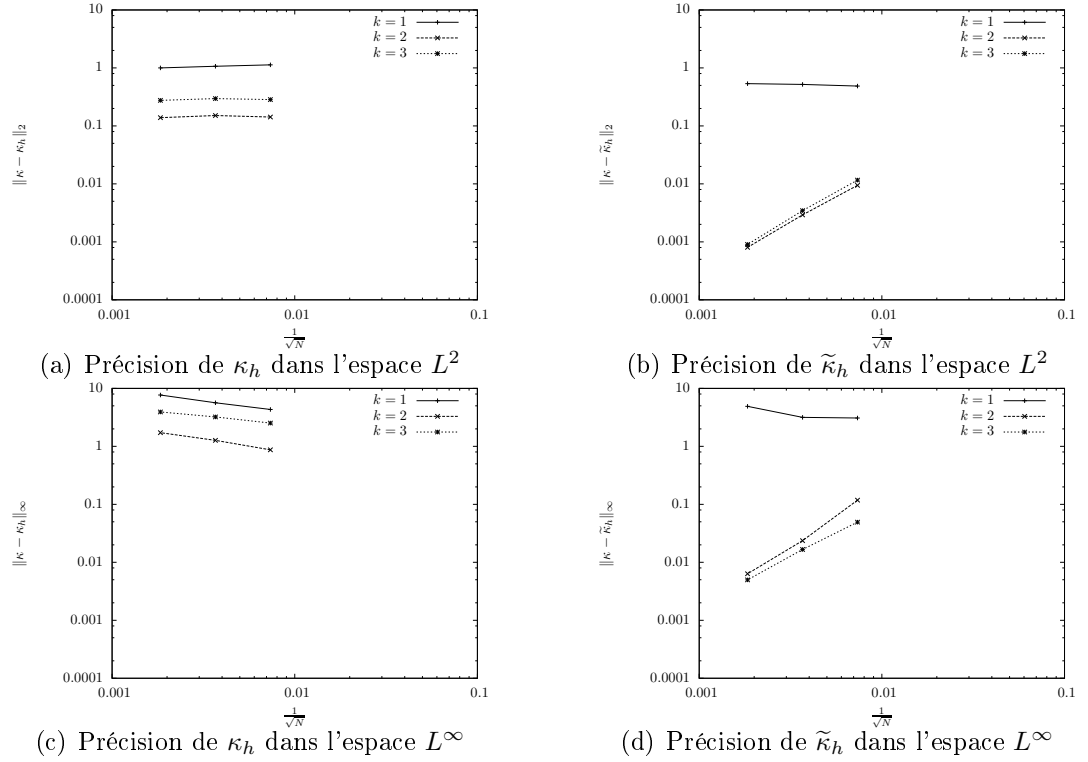 10
1
0.1
0.01
0.001
0.0001
0.001
0.01
0.1
‖κ − κ_h‖_2
1/√N
k = 1
k = 2
k = 3
(a) Précision de κ_h dans l'espace L^2
10
1
0.1
0.01
0.001
0.0001
0.001
0.01
0.1
‖κ − κ̃_h‖_2
1/√N
k = 1
k = 2
k = 3
(b) Précision de κ̃_h dans l'espace L^2
10
1
0.1
0.01
0.001
0.0001
0.001
0.01
0.1
‖κ − κ_h‖_∞
1/√N
k = 1
k = 2
k = 3
(c) Précision de κ_h dans l'espace L^∞
10
1
0.1
0.01
0.001
0.0001
0.001
0.01
0.1
‖κ − κ̃_h‖_∞
1/√N
k = 1
k = 2
k = 3
(d) Précision de κ̃_h dans l'espace L^∞